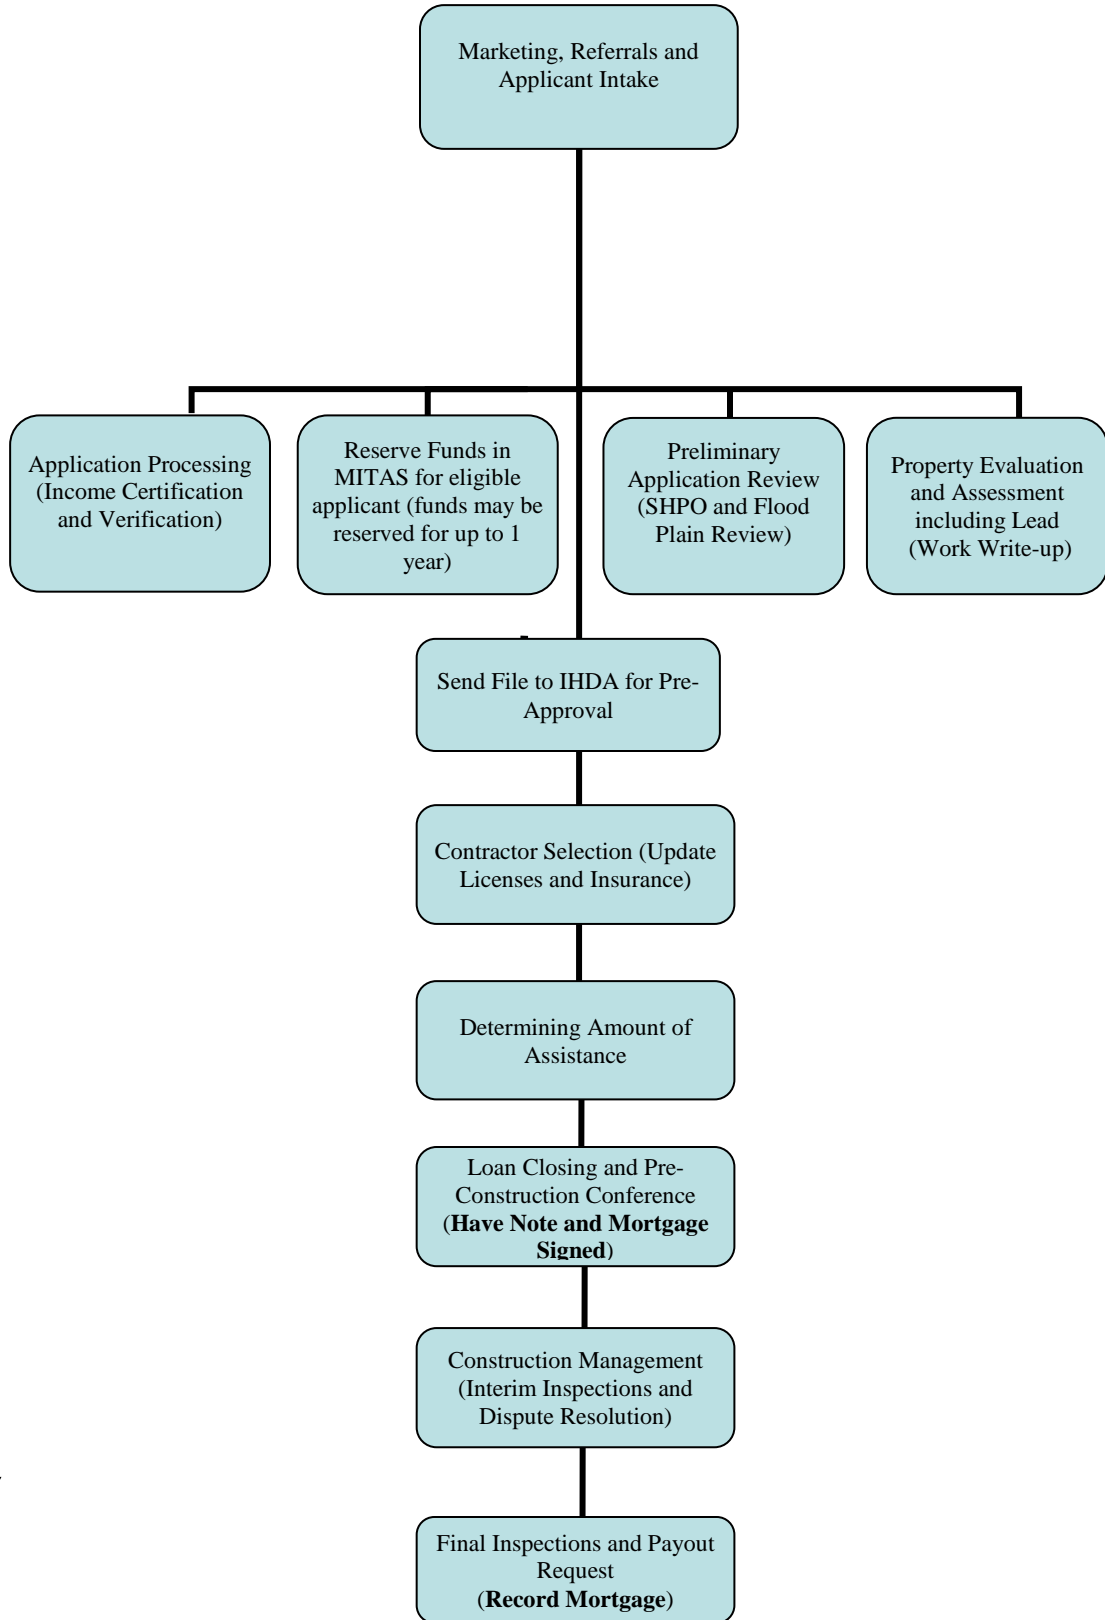 Marketing, Referrals and
Applicant Intake
Application Processing
(Income Certification
and Verification)
Reserve Funds in
MITAS for eligible
applicant (funds may be
reserved for up to 1
year)
Preliminary
Application Review
(SHPO and Flood
Plain Review)
Property Evaluation
and Assessment
including Lead
(Work Write-up)
Send File to IHDA for Pre-
Approval
Contractor Selection (Update
Licenses and Insurance)
Determining Amount of
Assistance
Loan Closing and Pre-
Construction Conference
(Have Note and Mortgage
Signed)
Construction Management
(Interim Inspections and
Dispute Resolution)
Final Inspections and Payout
Request
(Record Mortgage)